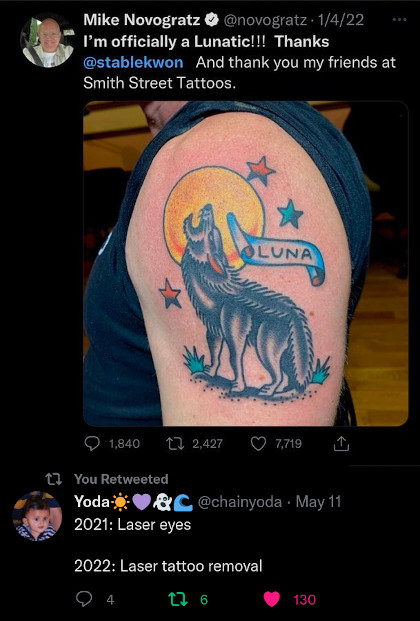 Mike Novogratz @novogratz · 1/4/22
I'm officially a Lunatic!!! Thanks
@stablekwon And thank you my friends at
Smith Street Tattoos.
LUNA
1,840 2,427 7,719
You Retweeted
Yoda☀️💜👻🌊 @chainyoda · May 11
2021: Laser eyes
2022: Laser tattoo removal
4 6 130